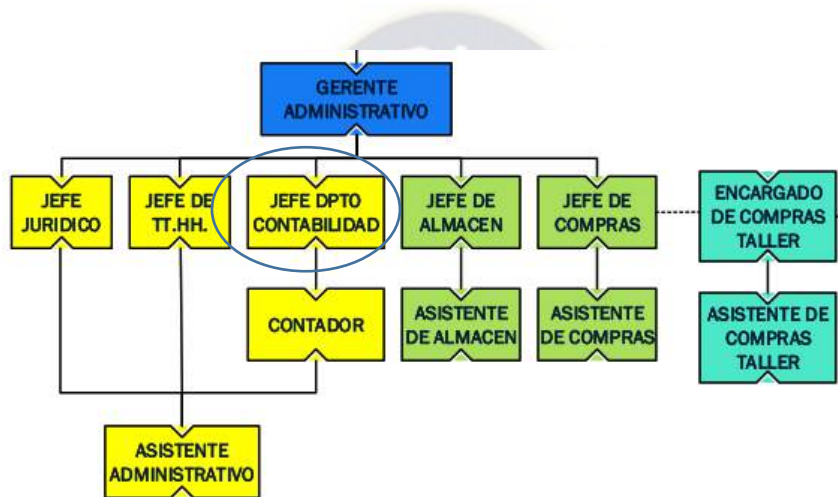 GERENTE
ADMINISTRATIVO
JEFE
JURIDICO
JEFE DE
TT.HH.
JEFE DPTO
CONTABILIDAD
JEFE DE
ALMACEN
JEFE DE
COMPRAS
ENCARGADO
DE COMPRAS
TALLER
CONTADOR
ASISTENTE
DE ALMACEN
ASISTENTE
DE COMPRAS
ASISTENTE DE
COMPRAS
TALLER
ASISTENTE
ADMINISTRATIVO